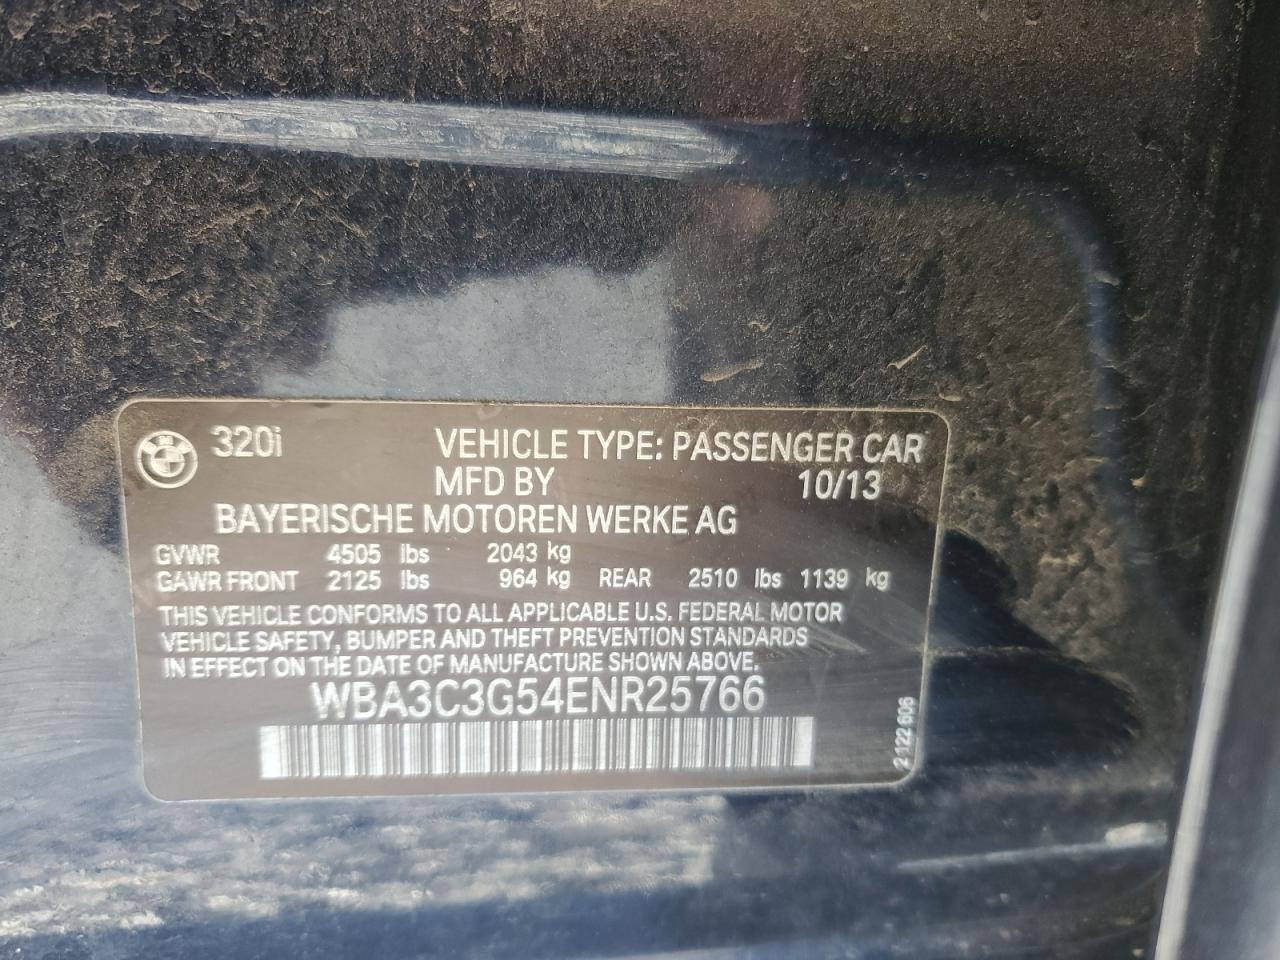 320i VEHICLE TYPE: PASSENGER CAR
MFD BY 10/13
BAYERISCHE MOTOREN WERKE AG
GVWR 4505 lbs 2043 kg
GAWR FRONT 2125 lbs 964 kg REAR 2510 lbs 1139 kg
THIS VEHICLE CONFORMS TO ALL APPLICABLE U.S. FEDERAL MOTOR
VEHICLE SAFETY, BUMPER AND THEFT PREVENTION STANDARDS
IN EFFECT ON THE DATE OF MANUFACTURE SHOWN ABOVE.
WBA3C3G54ENR25766
2122606